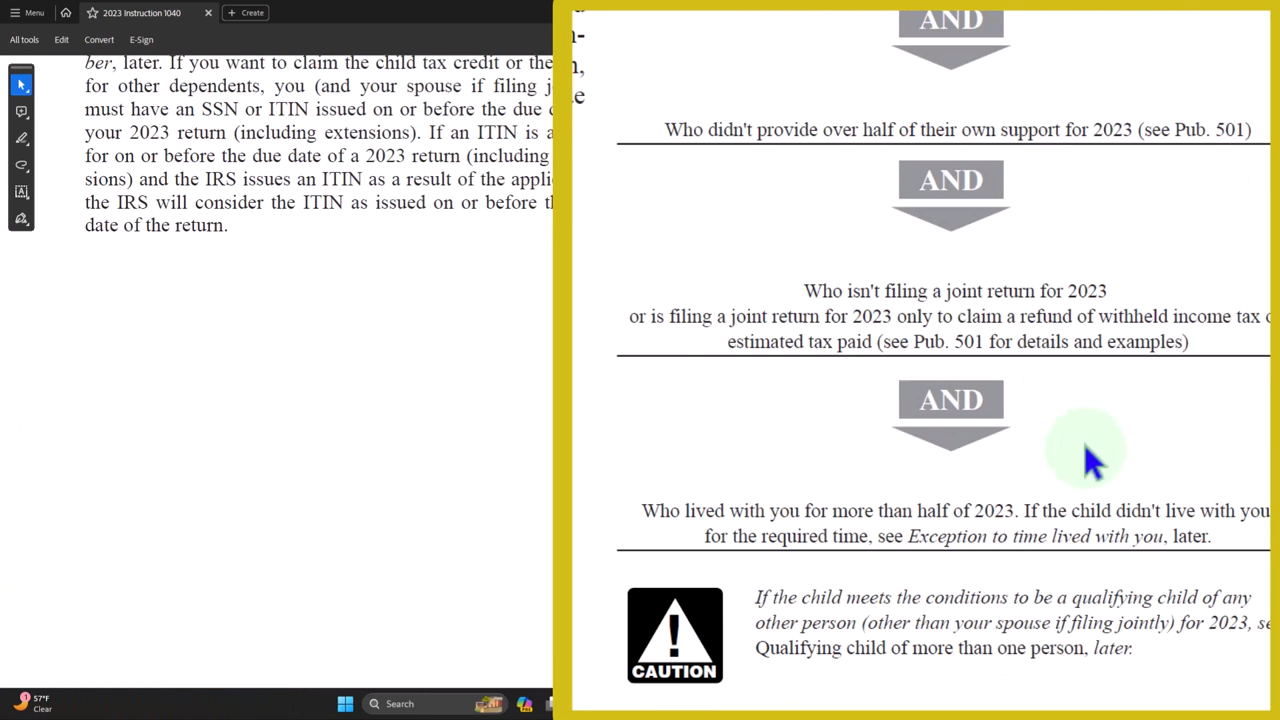 Menu
2023 Instruction 1040
Create
All tools
Edit
Convert
E-Sign
ber, later. If you want to claim the child tax credit or the
for other dependents, you (and your spouse if filing jo
must have an SSN or ITIN issued on or before the due d
your 2023 return (including extensions). If an ITIN is a
for on or before the due date of a 2023 return (including
sions) and the IRS issues an ITIN as a result of the appli
the IRS will consider the ITIN as issued on or before th
date of the return.
n-
n,
e
AND
Who didn't provide over half of their own support for 2023 (see Pub. 501)
AND
Who isn't filing a joint return for 2023
or is filing a joint return for 2023 only to claim a refund of withheld income tax o
estimated tax paid (see Pub. 501 for details and examples)
AND
Who lived with you for more than half of 2023. If the child didn't live with you
for the required time, see Exception to time lived with you, later.
If the child meets the conditions to be a qualifying child of any
other person (other than your spouse if filing jointly) for 2023, se
Qualifying child of more than one person, later.
!
CAUTION
1
57°F
Clear
Search